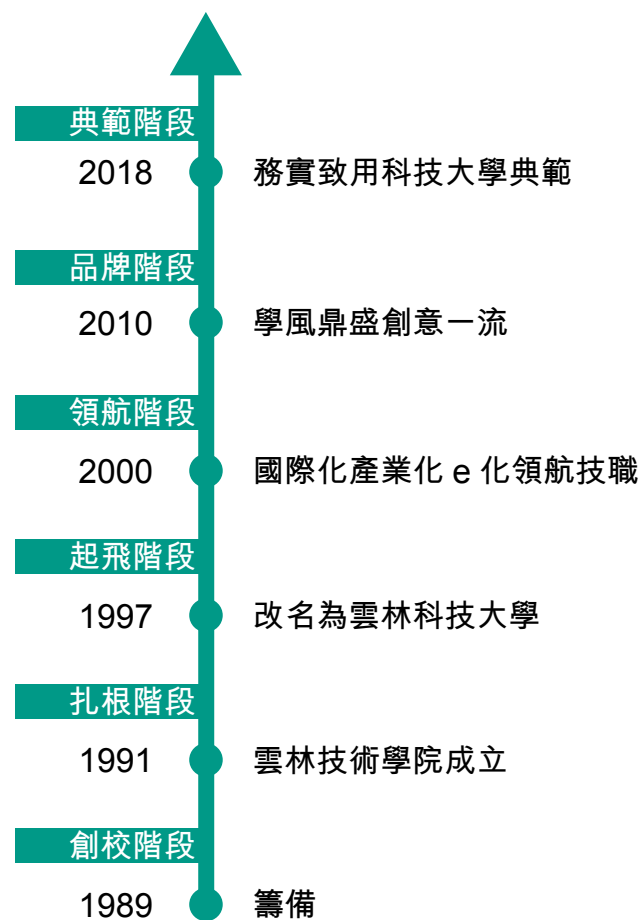 典範階段
2018 務實致用科技大學典範
品牌階段
2010 學風鼎盛創意一流
領航階段
2000 國際化產業化 e 化領航技職
起飛階段
1997 改名為雲林科技大學
扎根階段
1991 雲林技術學院成立
創校階段
1989 籌備